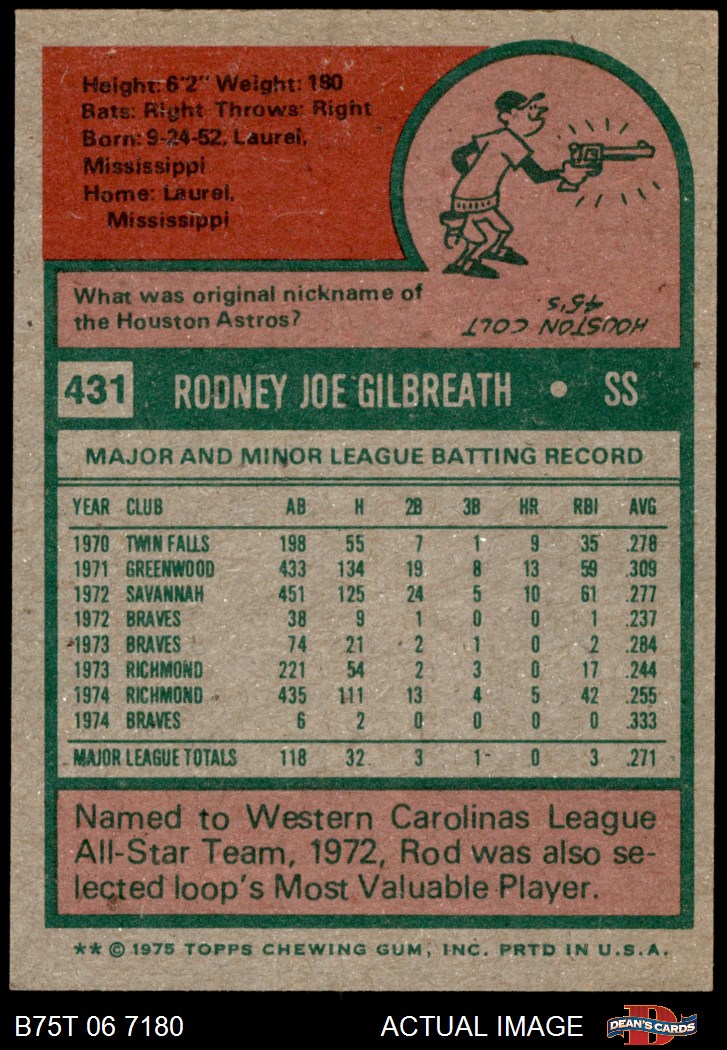 Height: 6'2" Weight: 180
Bats: Right Throws: Right
Born: 9-24-52, Laurel,
Mississippi
Home: Laurel,
Mississippi
What was original nickname of
the Houston Astros?
HOUSTON COLT
45'S
431 RODNEY JOE GILBREATH • SS
MAJOR AND MINOR LEAGUE BATTING RECORD
YEAR CLUB AB H 2B 3B HR RBI AVG
1970 TWIN FALLS 198 55 7 1 9 35 .278
1971 GREENWOOD 433 134 19 8 13 59 .309
1972 SAVANNAH 451 125 24 5 10 61 .277
1972 BRAVES 38 9 1 0 0 1 .237
1973 BRAVES 74 21 2 1 0 2 .284
1973 RICHMOND 221 54 2 3 0 17 .244
1974 RICHMOND 435 111 13 4 5 42 .255
1974 BRAVES 6 2 0 0 0 0 .333
MAJOR LEAGUE TOTALS 118 32 3 1 0 3 .271
Named to Western Carolinas League
All-Star Team, 1972, Rod was also se-
lected loop's Most Valuable Player.
** © 1975 TOPPS CHEWING GUM, INC. PRTD IN U.S.A.
B75T 06 7180 ACTUAL IMAGE DEAN'S CARDS